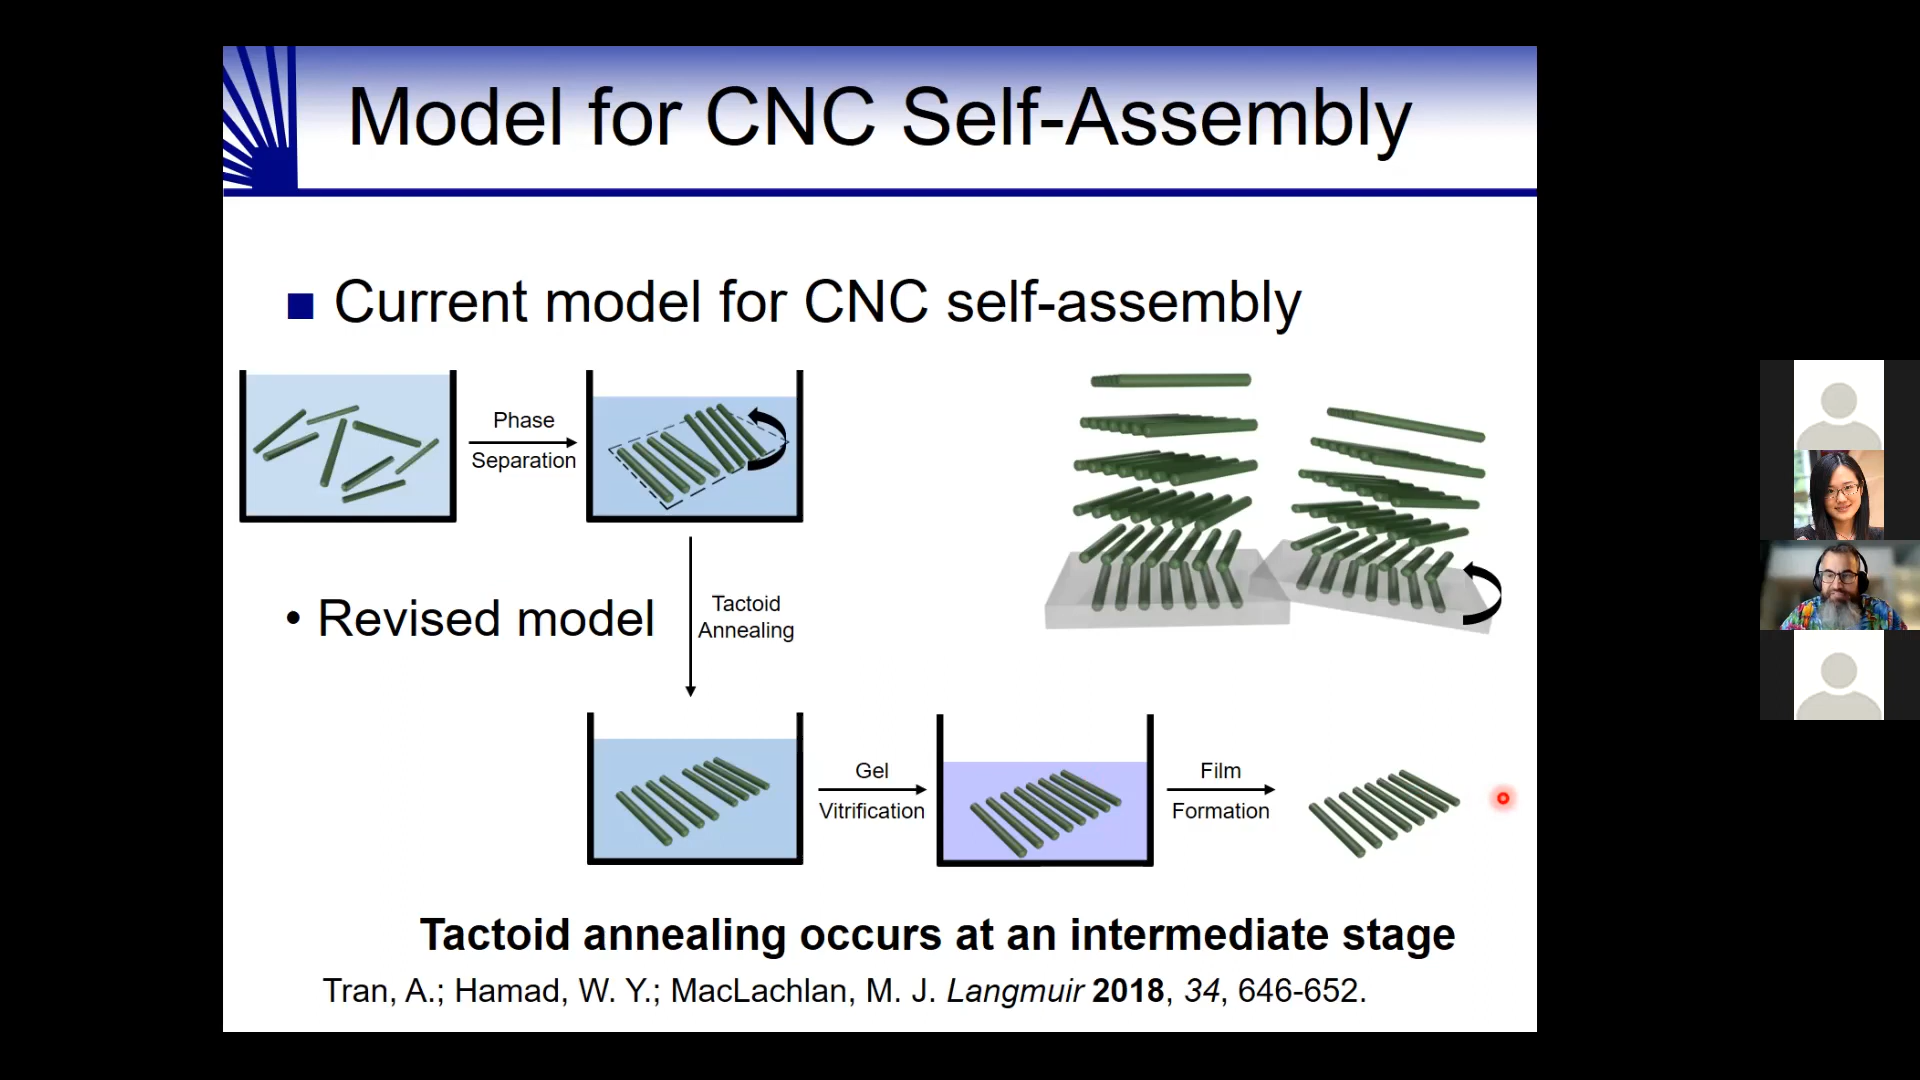 Model for CNC Self-Assembly
Current model for CNC self-assembly
Phase
Separation
• Revised model
Tactoid
Annealing
Gel
Vitrification
Film
Formation
Tactoid annealing occurs at an intermediate stage
Tran, A.; Hamad, W. Y.; MacLachlan, M. J. Langmuir 2018, 34, 646-652.